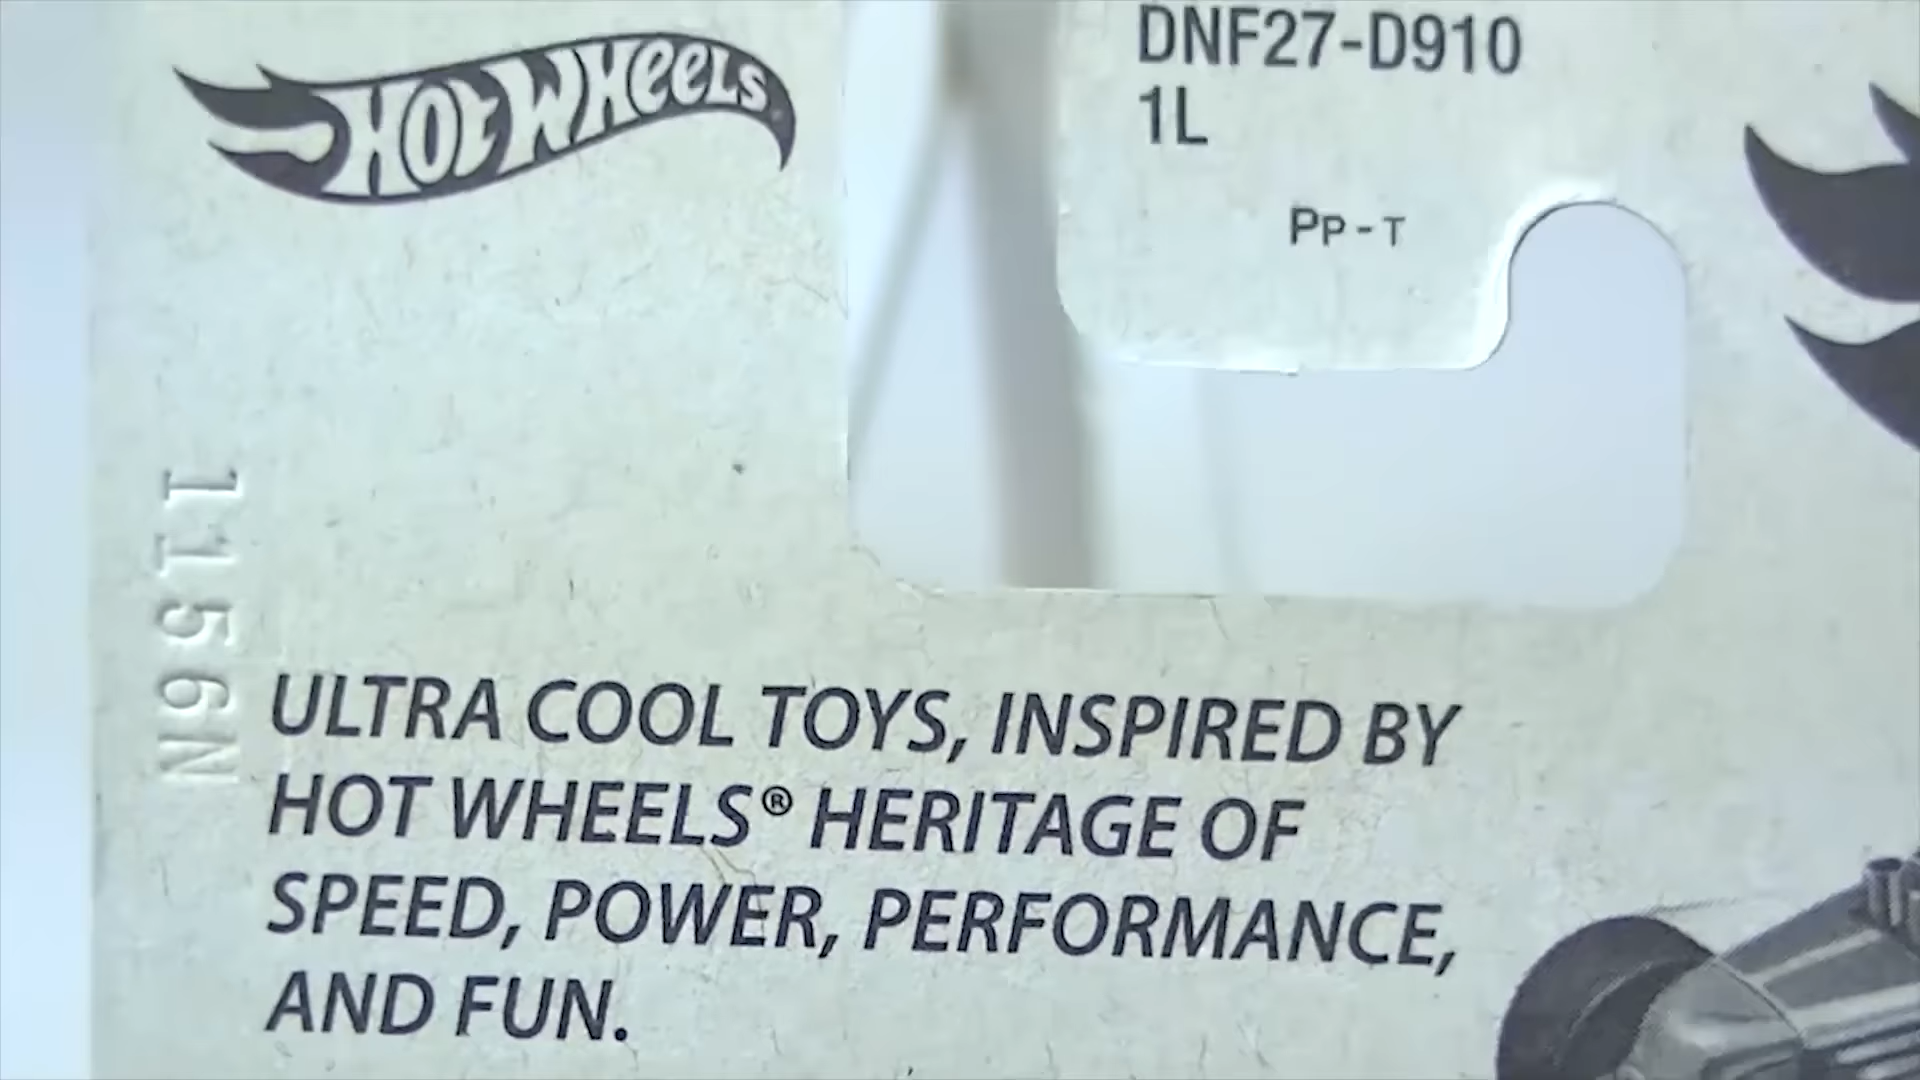 HOT WHEELS
DNF27-D910
1L
PP-T
1156N
ULTRA COOL TOYS, INSPIRED BY
HOT WHEELS® HERITAGE OF
SPEED, POWER, PERFORMANCE,
AND FUN.